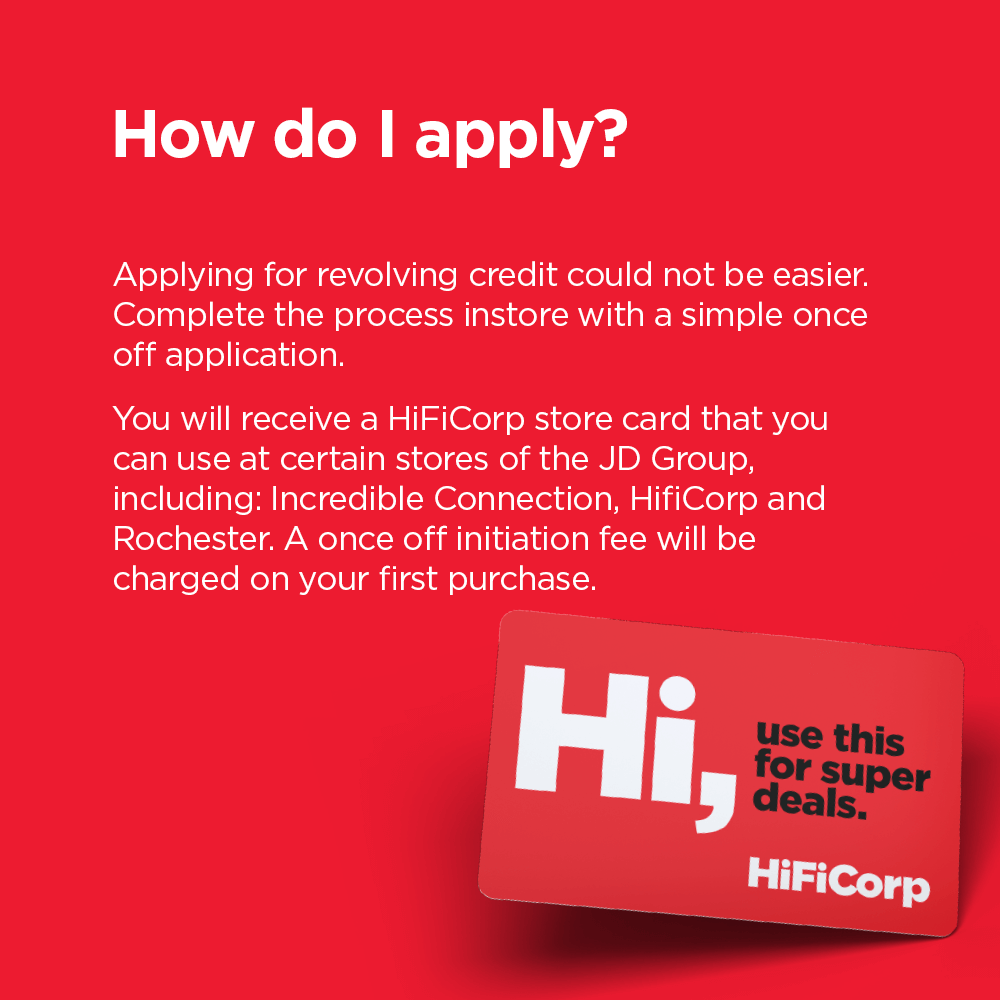 How do I apply?
Applying for revolving credit could not be easier.
Complete the process instore with a simple once
off application.
You will receive a HiFiCorp store card that you
can use at certain stores of the JD Group,
including: Incredible Connection, HifiCorp and
Rochester. A once off initiation fee will be
charged on your first purchase.
Hi,
use this
for super
deals.
HiFiCorp